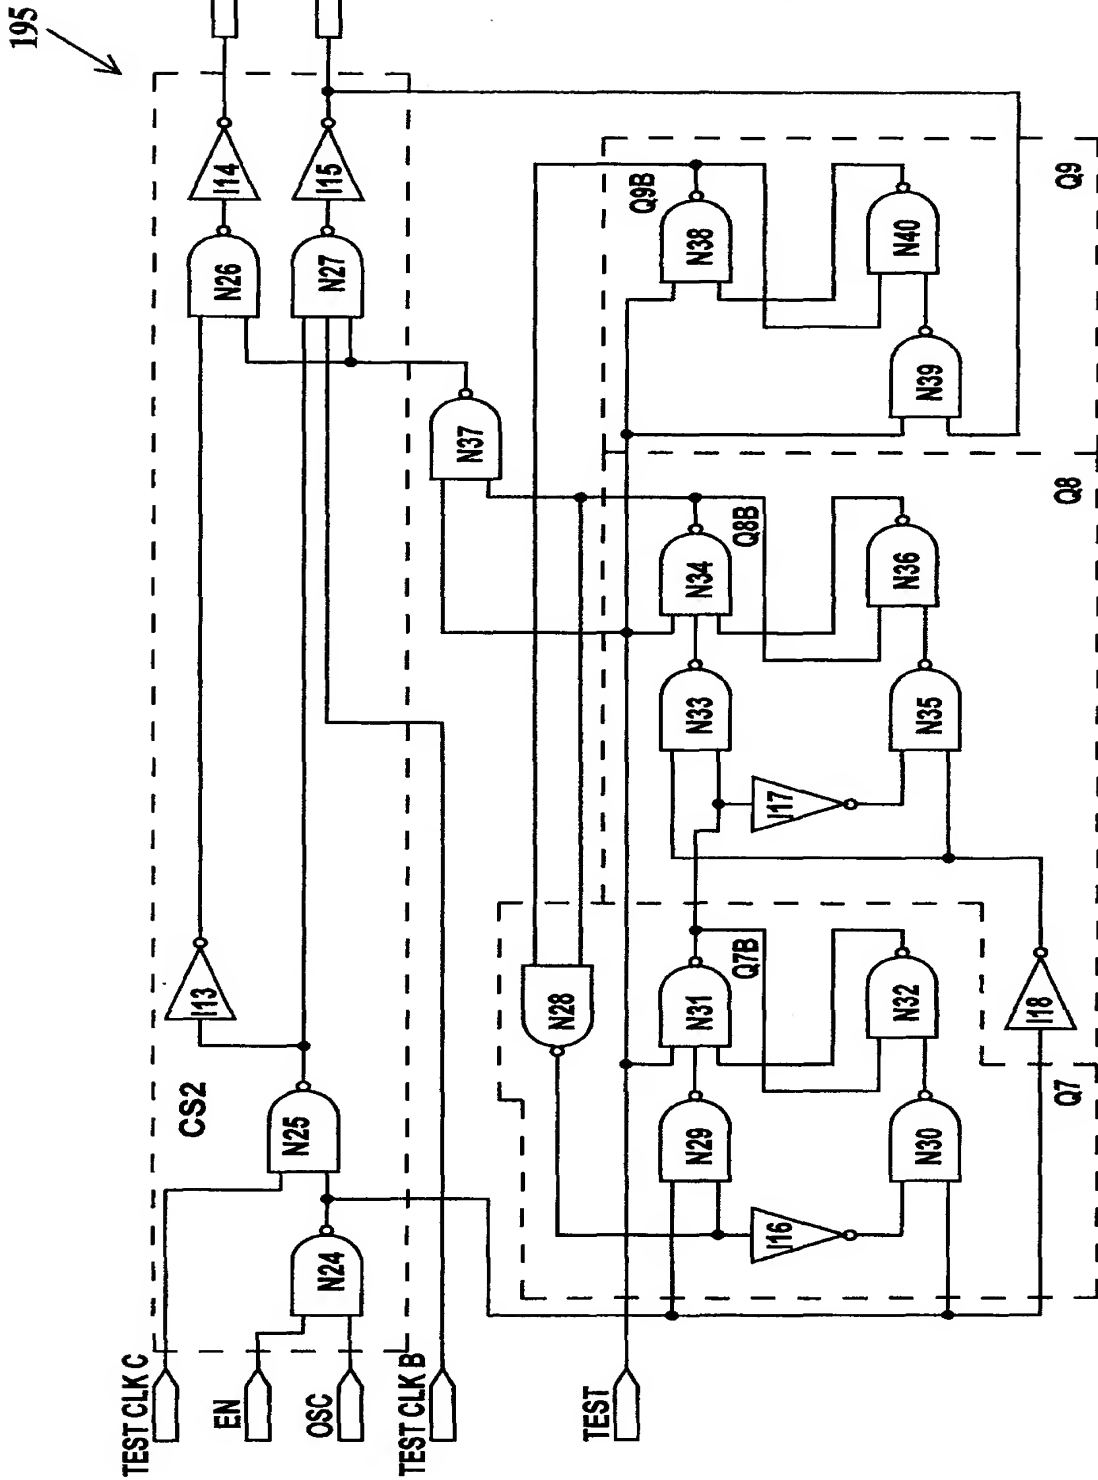 195
TEST CLK C
EN
OSC
TEST CLK B
TEST
CS2
N24
N25
I13
N26
N27
I14
I15
N37
N28
Q7
I16
N29
N30
N31
N32
Q7B
I18
Q8
I17
N33
N35
N34
N36
Q8B
Q9
N39
N38
N40
Q9B